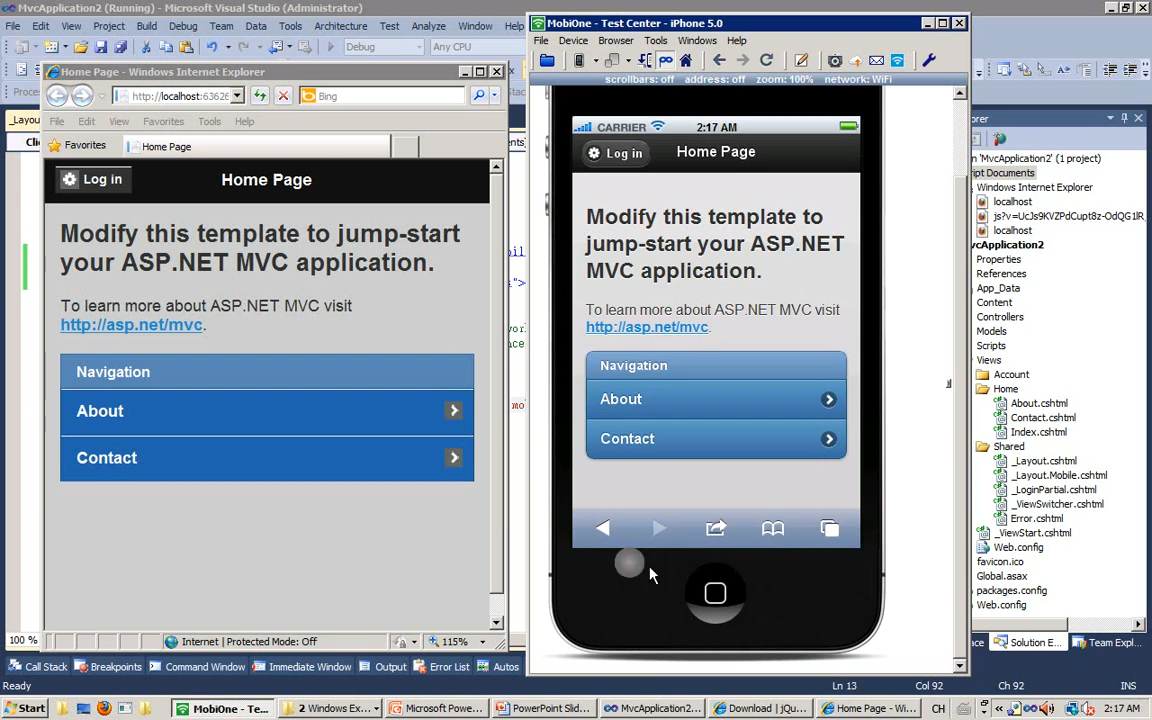 MvcApplication2 (Running) - Microsoft Visual Studio (Administrator)
File Edit View Project Build Debug Team Data Tools Architecture Test Analyze Window
Debug Any CPU
Home Page - Windows Internet Explorer
http://localhost:63626
Bing
File Edit View Favorites Tools Help
Favorites Home Page
Log in Home Page
Modify this template to jump-start
your ASP.NET MVC application.
To learn more about ASP.NET MVC visit
http://asp.net/mvc.
Navigation
About
Contact
Internet | Protected Mode: Off 115%
MobiOne - Test Center - iPhone 5.0
File Device Browser Tools Windows Help
scrollbars: off address: off zoom: 100% network: WiFi
CARRIER 2:17 AM
Log in Home Page
Modify this template to
jump-start your ASP.NET
MVC application.
To learn more about ASP.NET MVC visit
http://asp.net/mvc.
Navigation
About
Contact
'MvcApplication2' (1 project)
Script Documents
Windows Internet Explorer
localhost
js?v=UcJs9KVZPdCupt8z-OdQG1lR
localhost
MvcApplication2
Properties
References
App_Data
Content
Controllers
Models
Scripts
Views
Account
Home
About.cshtml
Contact.cshtml
Index.cshtml
Shared
_Layout.cshtml
_Layout.Mobile.cshtml
_LoginPartial.cshtml
_ViewSwitcher.cshtml
Error.cshtml
_ViewStart.cshtml
Web.config
favicon.ico
Global.asax
packages.config
Web.config
Solution E... Team Expl...
100 %
Call Stack Breakpoints Command Window Immediate Window Output Error List Autos
Ready Ln 13 Col 92 Ch 92 INS
Start MobiOne - Te... 2 Windows Ex... Microsoft Powe... PowerPoint Slid... MvcApplication2... Download | jQu... Home Page - Wi... CH 2:17 AM